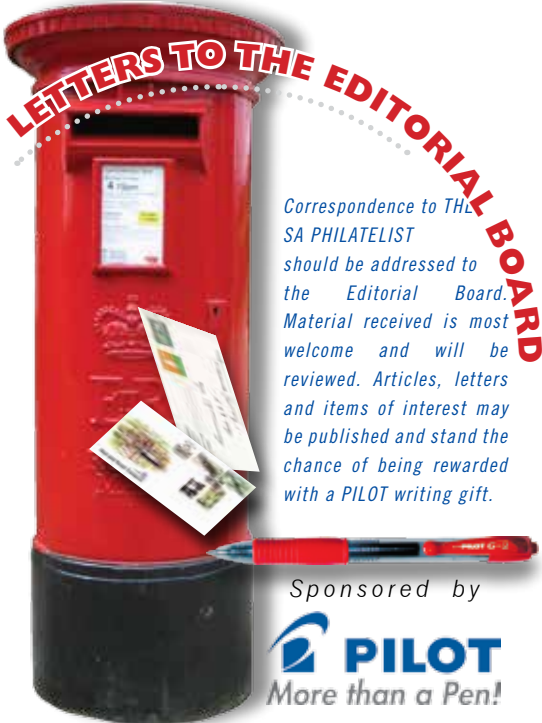 LETTERS TO THE EDITORIAL BOARD
Correspondence to THE
SA PHILATELIST
should be addressed to
the Editorial Board.
Material received is most
welcome and will be
reviewed. Articles, letters
and items of interest may
be published and stand the
chance of being rewarded
with a PILOT writing gift.
PILOT G-2
Sponsored by
PILOT
More than a Pen!